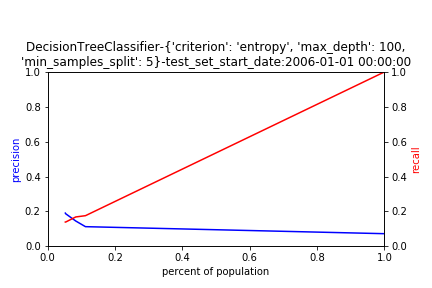 DecisionTreeClassifier-{'criterion': 'entropy', 'max_depth': 100,
'min_samples_split': 5}-test_set_start_date:2006-01-01 00:00:00
1.0
0.8
0.6
0.4
0.2
0.0
precision
1.0
0.8
0.6
0.4
0.2
0.0
recall
0.0 0.2 0.4 0.6 0.8 1.0
percent of population